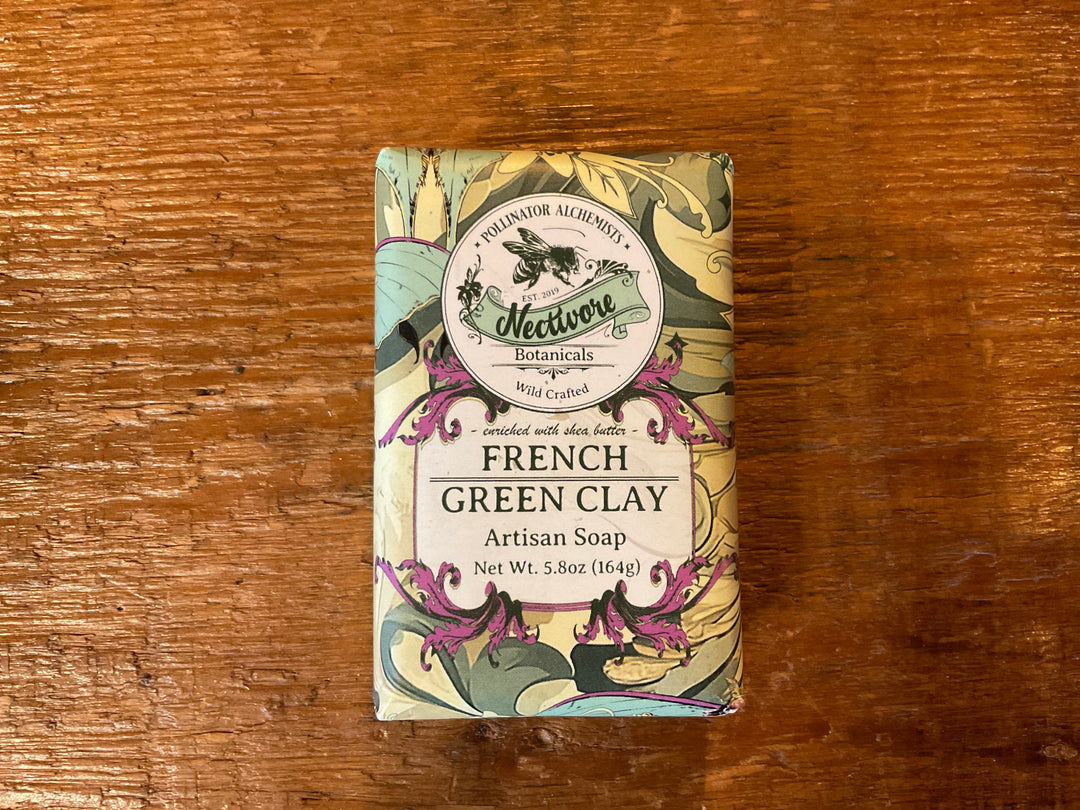 • POLLINATOR ALCHEMISTS •
EST. 2019
Nectivore
Botanicals
Wild Crafted
- enriched with shea butter -
FRENCH
GREEN CLAY
Artisan Soap
Net Wt. 5.8oz (164g)